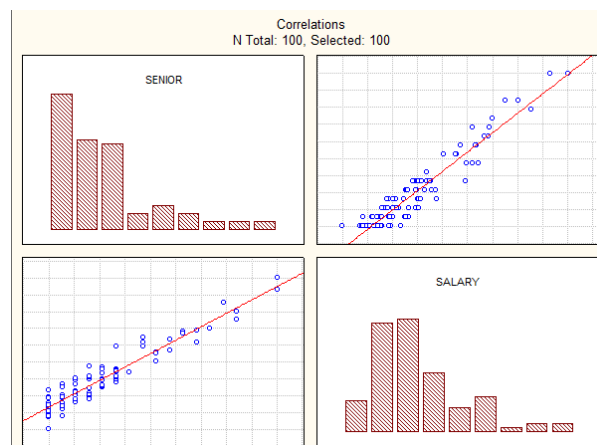 Correlations
N Total: 100, Selected: 100
SENIOR
SALARY